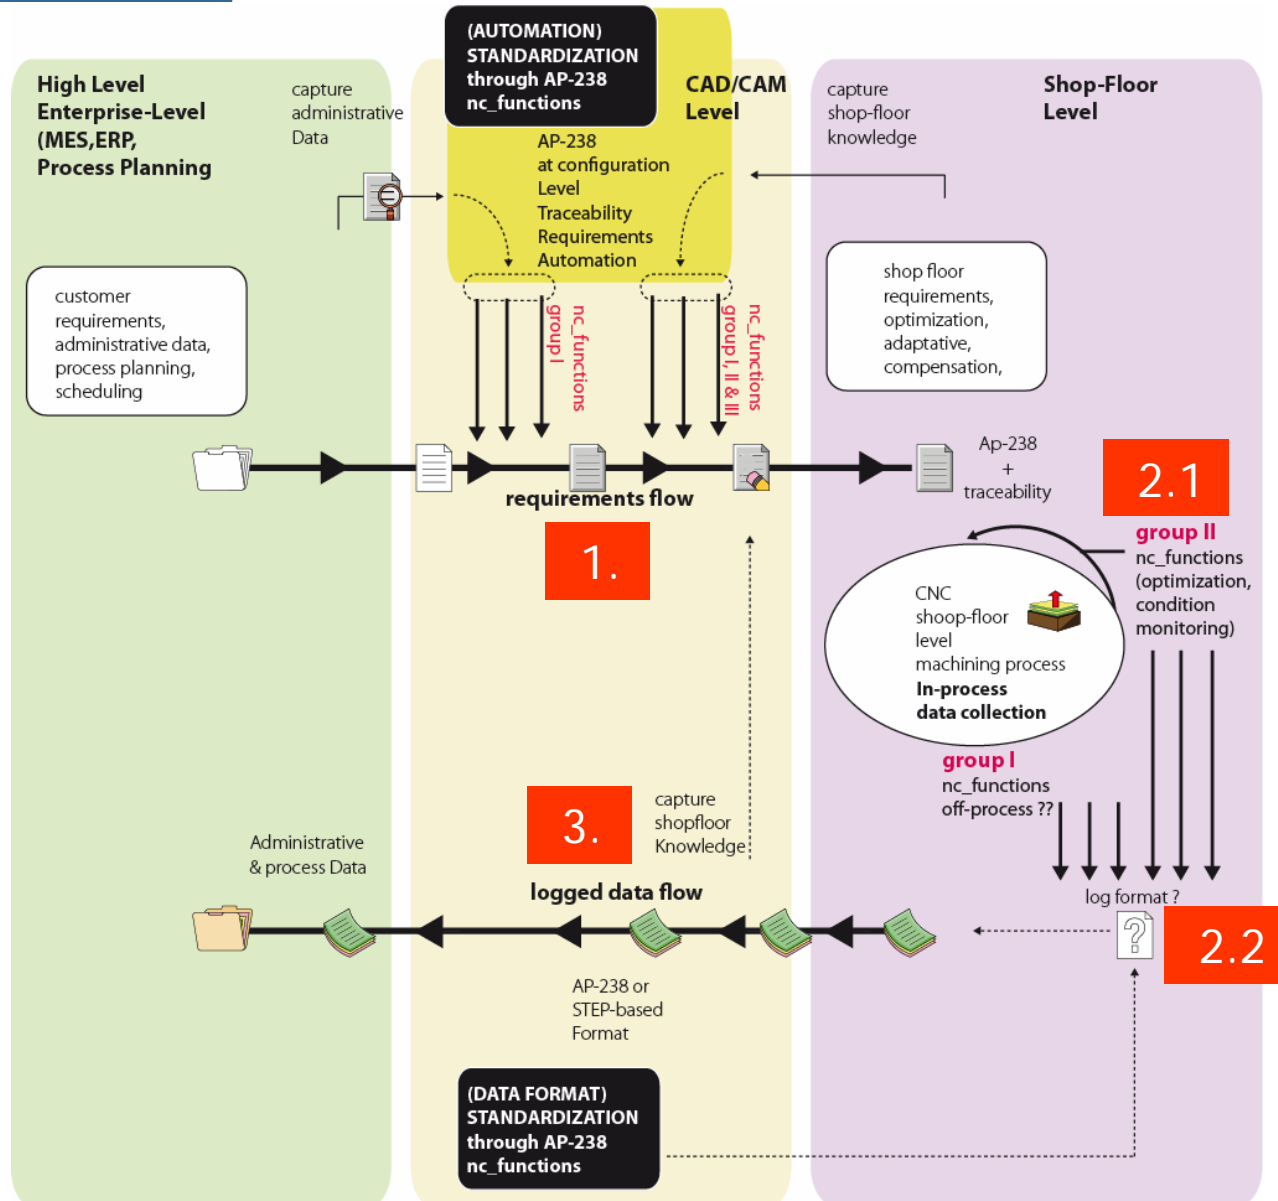 (AUTOMATION)
STANDARDIZATION
through AP-238
nc_functions
High Level
Enterprise-Level
(MES,ERP,
Process Planning
capture
administrative
Data
CAD/CAM
Level
capture
shop-floor
knowledge
Shop-Floor
Level
AP-238
at configuration
Level
Traceability
Requirements
Automation
customer
requirements,
administrative data,
process planning,
scheduling
shop floor
requirements,
optimization,
adaptative,
compensation,
nc_functions
group I
nc_functions
group I, II & III
requirements flow
Ap-238
+
traceability
1.
2.1
group II
nc_functions
(optimization,
condition
monitoring)
CNC
shoop-floor
level
machining process
In-process
data collection
group I
nc_functions
off-process ??
3.
capture
shopfloor
Knowledge
Administrative
& process Data
logged data flow
log format ?
?
2.2
AP-238 or
STEP-based
Format
(DATA FORMAT)
STANDARDIZATION
through AP-238
nc_functions